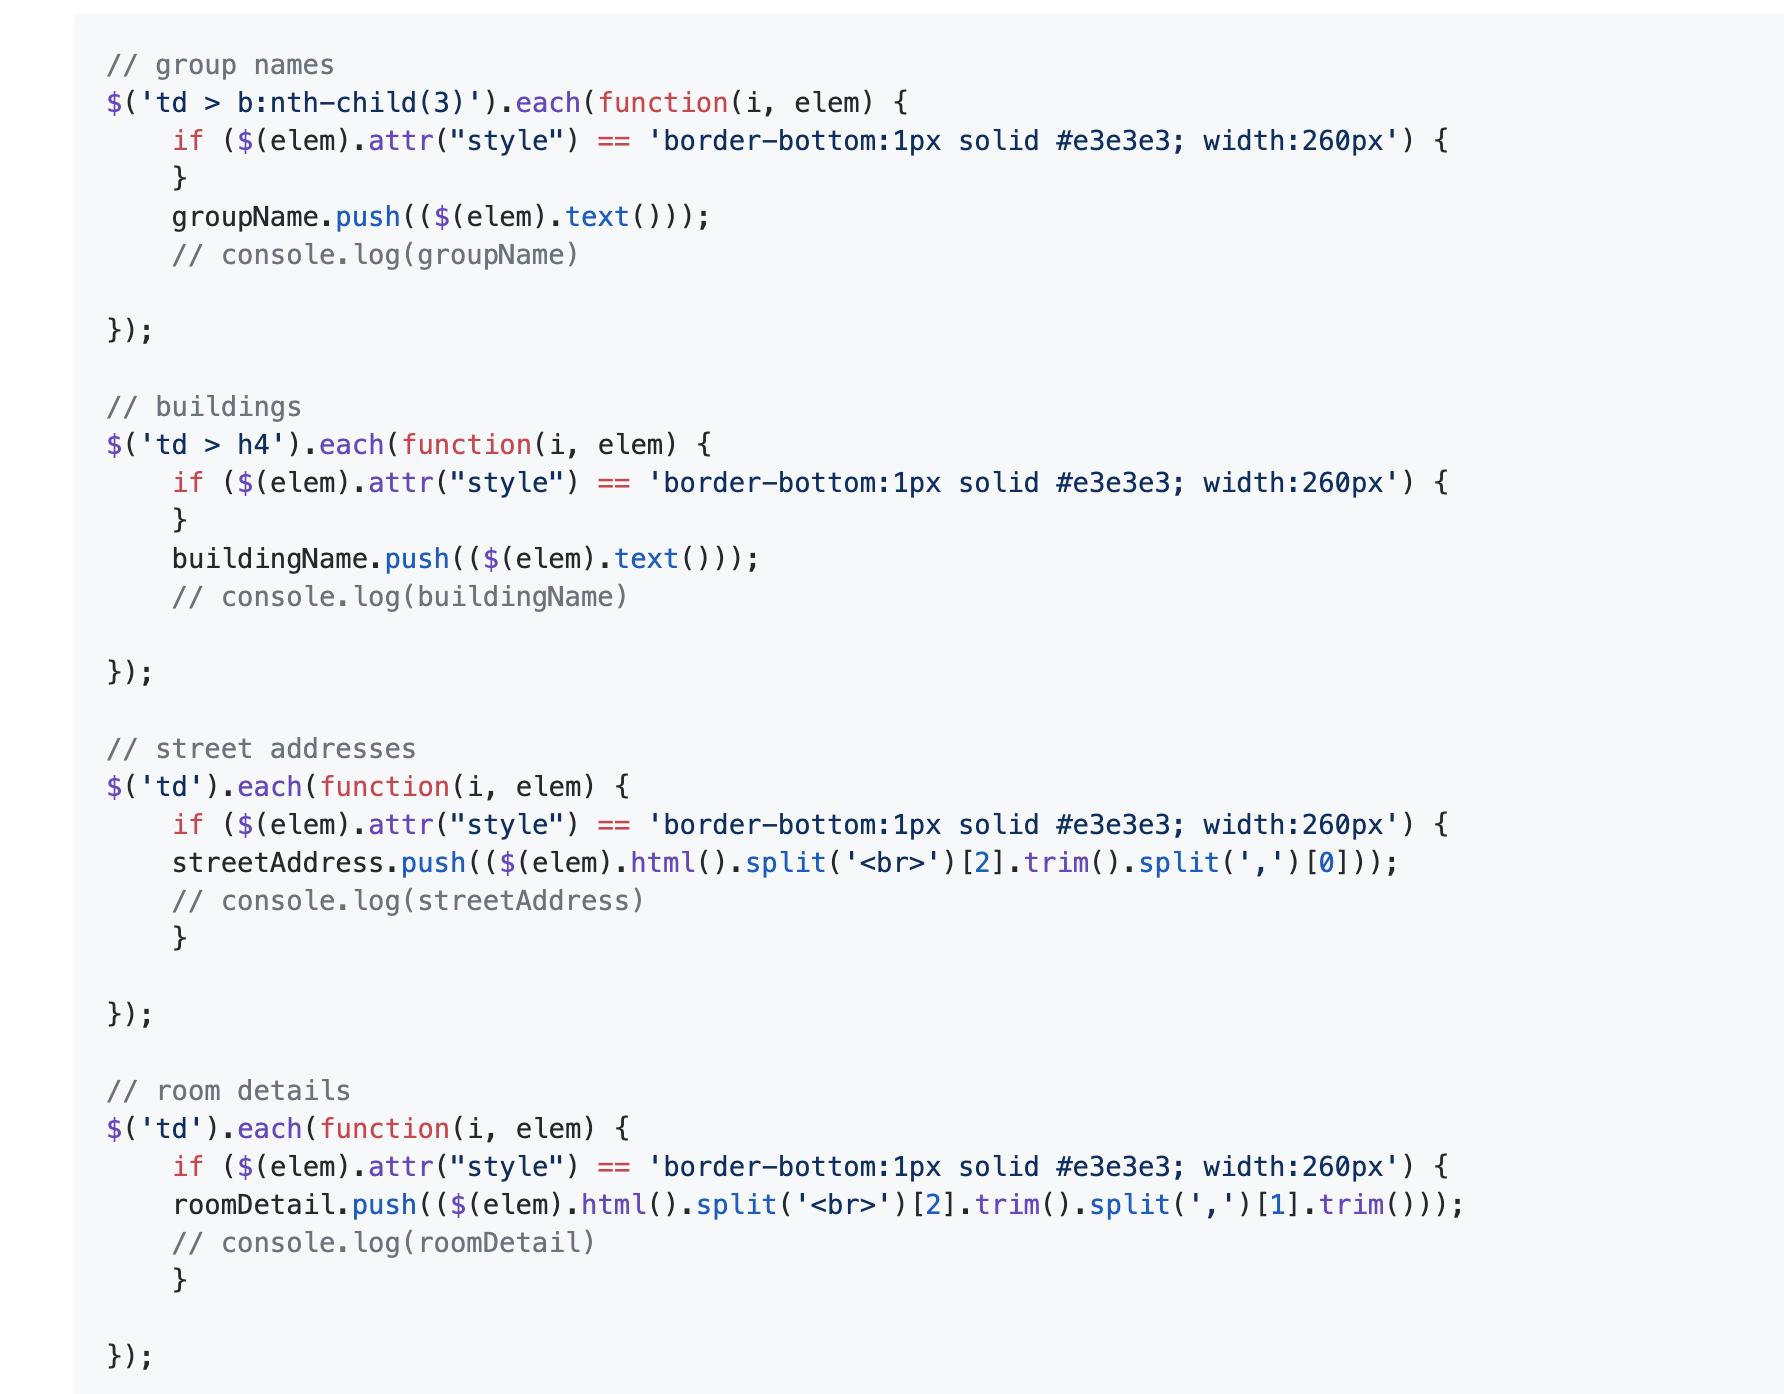 // group names
$('td > b:nth-child(3)').each(function(i, elem) {
    if ($(elem).attr("style") == 'border-bottom:1px solid #e3e3e3; width:260px') {
    }
    groupName.push(($(elem).text()));
    // console.log(groupName)

});

// buildings
$('td > h4').each(function(i, elem) {
    if ($(elem).attr("style") == 'border-bottom:1px solid #e3e3e3; width:260px') {
    }
    buildingName.push(($(elem).text()));
    // console.log(buildingName)

});

// street addresses
$('td').each(function(i, elem) {
    if ($(elem).attr("style") == 'border-bottom:1px solid #e3e3e3; width:260px') {
    streetAddress.push(($(elem).html().split('<br>')[2].trim().split(',')[0]));
    // console.log(streetAddress)
    }

});

// room details
$('td').each(function(i, elem) {
    if ($(elem).attr("style") == 'border-bottom:1px solid #e3e3e3; width:260px') {
    roomDetail.push(($(elem).html().split('<br>')[2].trim().split(',')[1].trim()));
    // console.log(roomDetail)
    }

});